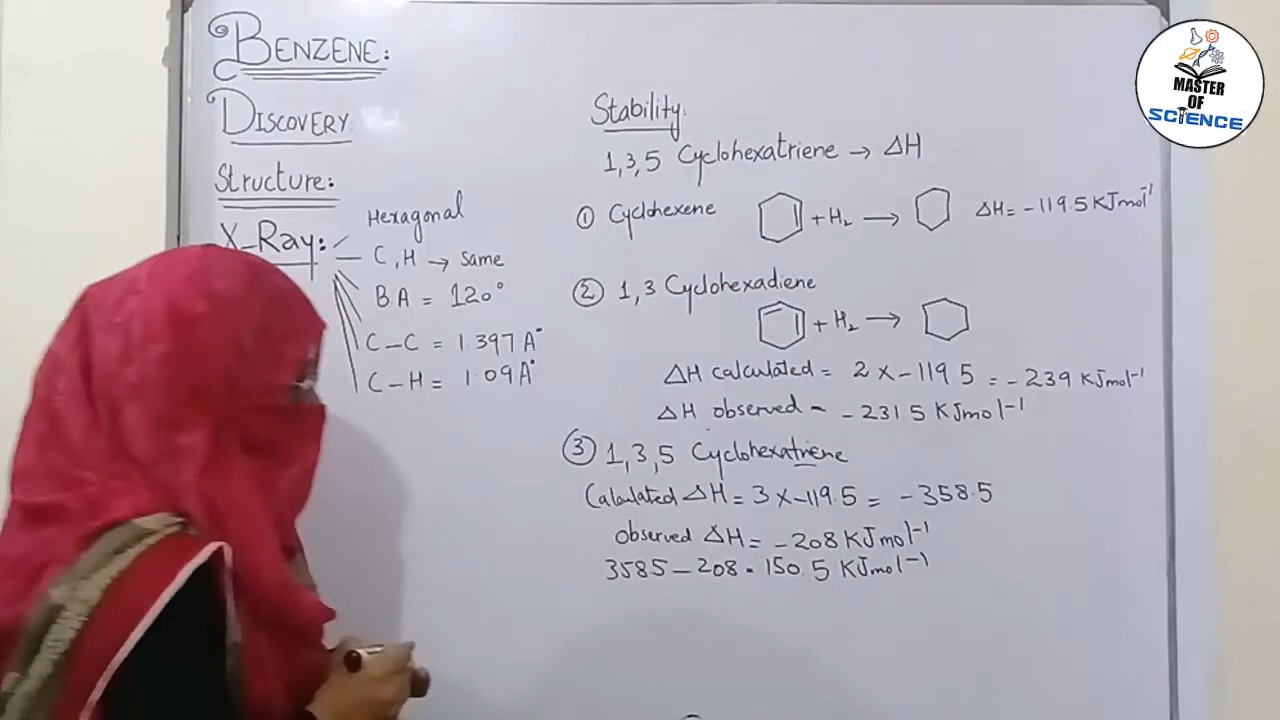 BENZENE:
DISCOVERY
Structure:
X-Ray:
Hexagonal
C, H → Same
B.A = 120°
C-C = 1.397 A°
C-H = 1.09 A°
Stability:
1,3,5 Cyclohexatriene → ΔH
① Cyclohexene + H₂ → ΔH = -119.5 KJmol⁻¹
② 1,3 Cyclohexadiene
+ H₂ →
ΔH calculated = 2 x -119.5 = -239 KJmol⁻¹
ΔH observed = -231.5 KJmol⁻¹
③ 1,3,5 Cyclohexatriene
Calculated ΔH = 3 x -119.5 = -358.5
observed ΔH = -208 KJmol⁻¹
358.5 - 208 = 150.5 KJmol⁻¹
MASTER
OF
SCIENCE